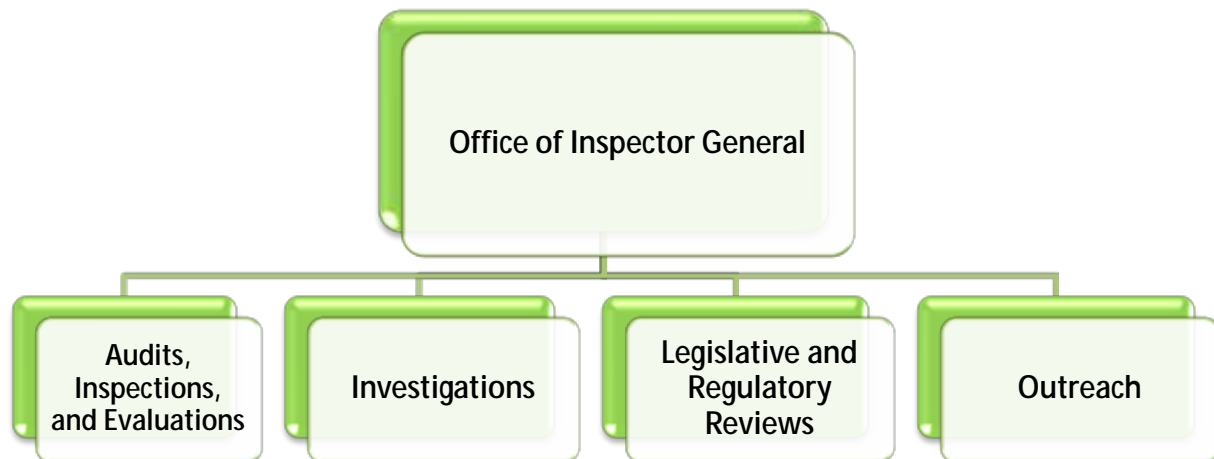 Office of Inspector General
Audits,
Inspections,
and Evaluations
Investigations
Legislative and
Regulatory
Reviews
Outreach